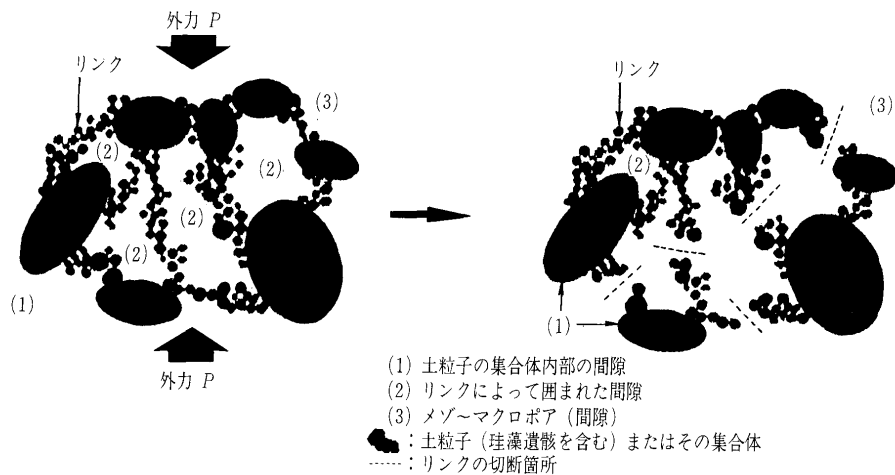 外力 P
リンク
(3)
(2)
(2)
(2)
(2)
(1)
外力 P
リンク
(3)
(2)
(1)
(1) 土粒子の集合体内部の間隙
(2) リンクによって囲まれた間隙
(3) メゾ〜マクロポア(間隙)
:土粒子(珪藻遺骸を含む)またはその集合体
:リンクの切断箇所